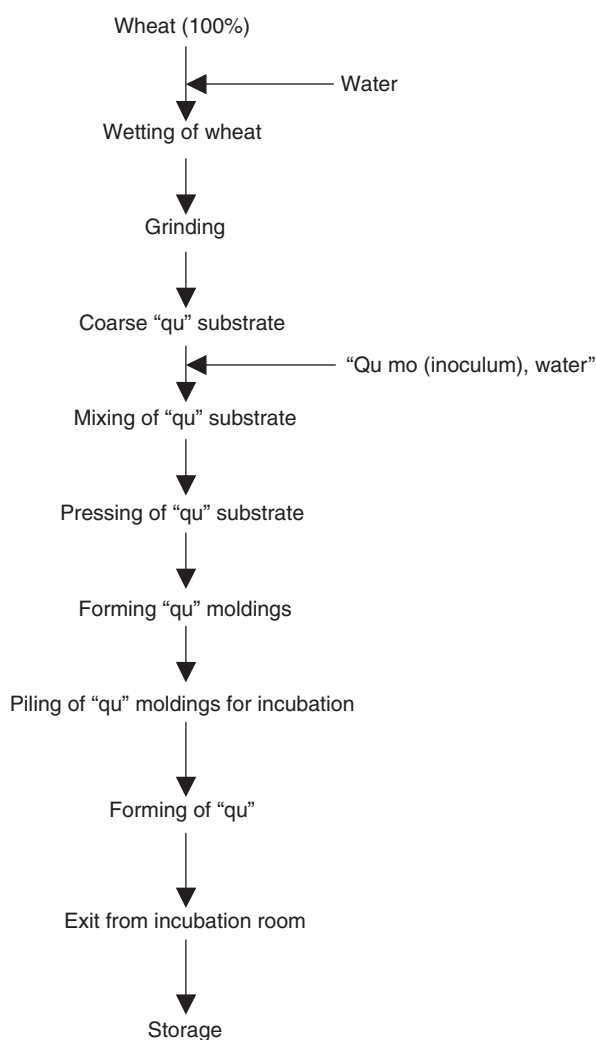 Wheat (100%)
Water
Wetting of wheat
Grinding
Coarse “qu” substrate
“Qu mo (inoculum), water”
Mixing of “qu” substrate
Pressing of “qu” substrate
Forming “qu” moldings
Piling of “qu” moldings for incubation
Forming of “qu”
Exit from incubation room
Storage